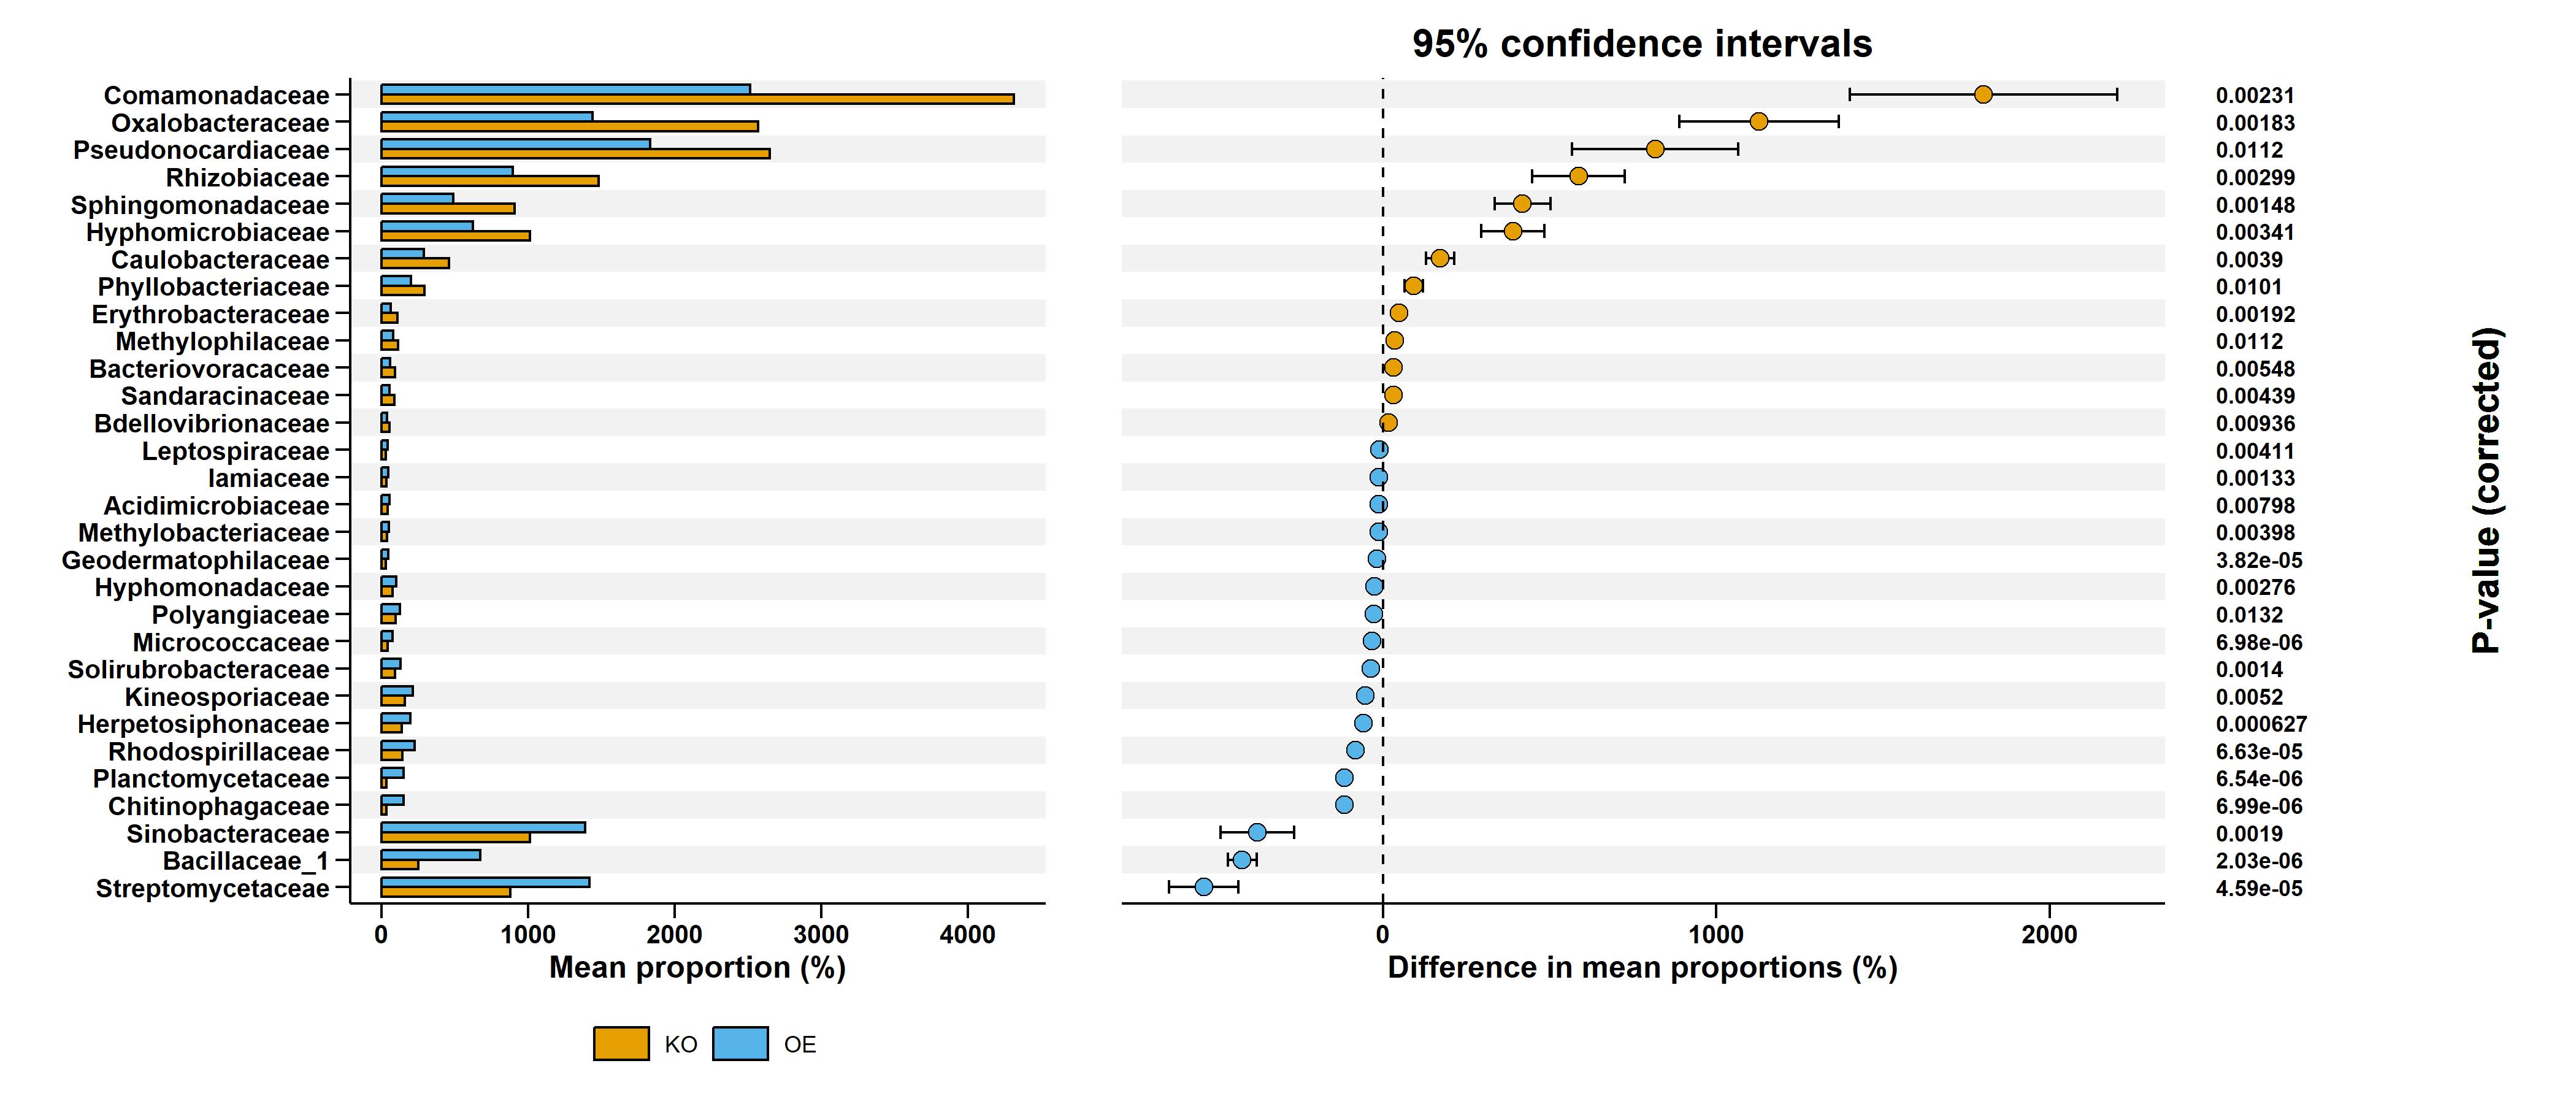 95% confidence intervals
Comamonadaceae 0.00231
Oxalobacteraceae 0.00183
Pseudonocardiaceae 0.0112
Rhizobiaceae 0.00299
Sphingomonadaceae 0.00148
Hyphomicrobiaceae 0.00341
Caulobacteraceae 0.0039
Phyllobacteriaceae 0.0101
Erythrobacteraceae 0.00192
Methylophilaceae 0.0112
Bacteriovoracaceae 0.00548
Sandaracinaceae 0.00439
Bdellovibrionaceae 0.00936
Leptospiraceae 0.00411
Iamiaceae 0.00133
Acidimicrobiaceae 0.00798
Methylobacteriaceae 0.00398
Geodermatophilaceae 3.82e-05
Hyphomonadaceae 0.00276
Polyangiaceae 0.0132
Micrococcaceae 6.98e-06
Solirubrobacteraceae 0.0014
Kineosporiaceae 0.0052
Herpetosiphonaceae 0.000627
Rhodospirillaceae 6.63e-05
Planctomycetaceae 6.54e-06
Chitinophagaceae 6.99e-06
Sinobacteraceae 0.0019
Bacillaceae_1 2.03e-06
Streptomycetaceae 4.59e-05
P-value (corrected)
0 1000 2000 3000 4000 0 1000 2000
Mean proportion (%) Difference in mean proportions (%)
KO OE